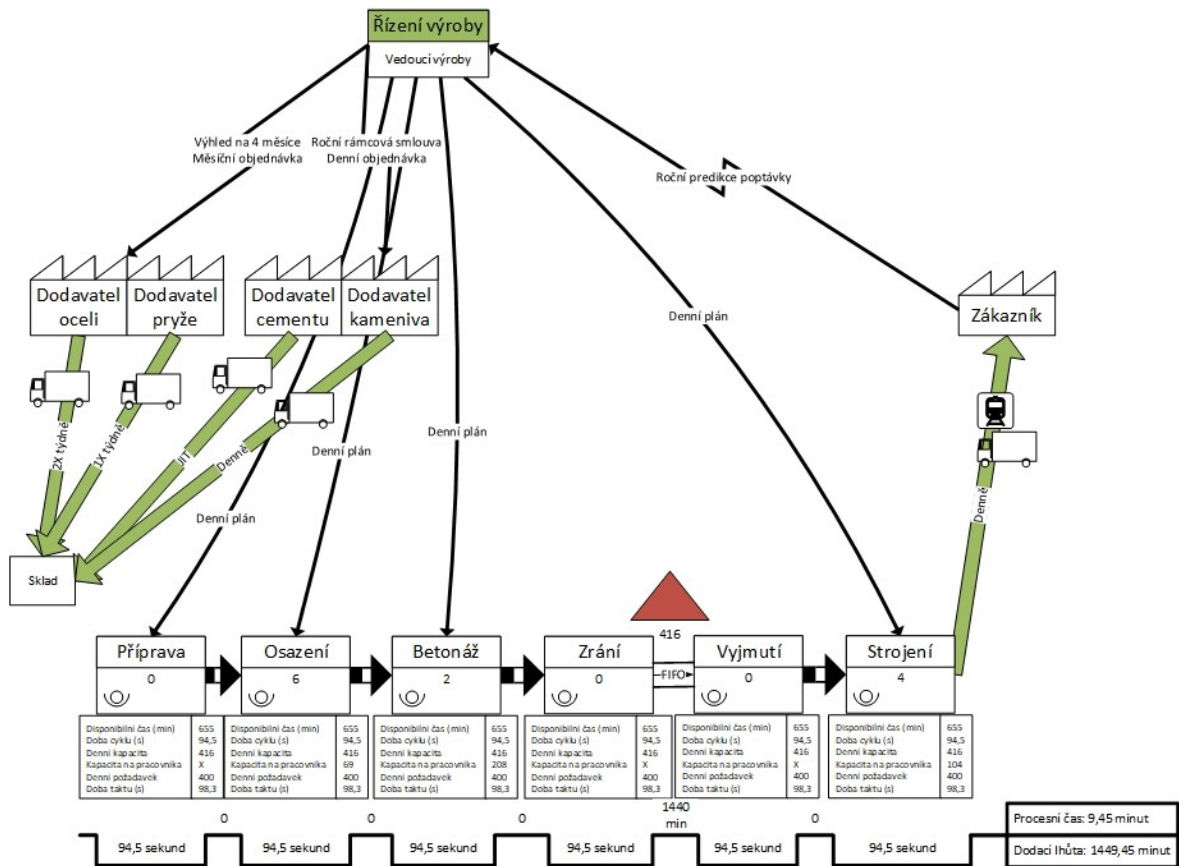 Řízení výroby
Vedoucí výroby
Výhled na 4 měsíce
Měsíční objednávka
Roční rámcová smlouva
Denní objednávka
Roční predikce poptávky
Dodavatel
oceli
Dodavatel
pryže
Dodavatel
cementu
Dodavatel
kameniva
Zákazník
Denní plán
2X týdně
1X týdně
JIT
Denně
Denní plán
Denní plán
Denní plán
Denně
Sklad
416
Příprava
0
Osazení
6
Betonáž
2
Zrání
0
FIFO
Vyjmutí
0
Strojení
4
Disponibilní čas (min) 655
Doba cyklu (s) 94,5
Denní kapacita 416
Kapacita na pracovníka X
Denní požadavek 400
Doba taktu (s) 98,3
Disponibilní čas (min) 655
Doba cyklu (s) 94,5
Denní kapacita 416
Kapacita na pracovníka 69
Denní požadavek 400
Doba taktu (s) 98,3
Disponibilní čas (min) 655
Doba cyklu (s) 94,5
Denní kapacita 416
Kapacita na pracovníka 208
Denní požadavek 400
Doba taktu (s) 98,3
Disponibilní čas (min) 655
Doba cyklu (s) 94,5
Denní kapacita 416
Kapacita na pracovníka X
Denní požadavek 400
Doba taktu (s) 98,3
Disponibilní čas (min) 655
Doba cyklu (s) 94,5
Denní kapacita 416
Kapacita na pracovníka X
Denní požadavek 400
Doba taktu (s) 98,3
Disponibilní čas (min) 655
Doba cyklu (s) 94,5
Denní kapacita 416
Kapacita na pracovníka 104
Denní požadavek 400
Doba taktu (s) 98,3
0
0
0
1440
min
0
94,5 sekund
94,5 sekund
94,5 sekund
94,5 sekund
94,5 sekund
94,5 sekund
Procesní čas: 9,45 minut
Dodací lhůta: 1449,45 minut